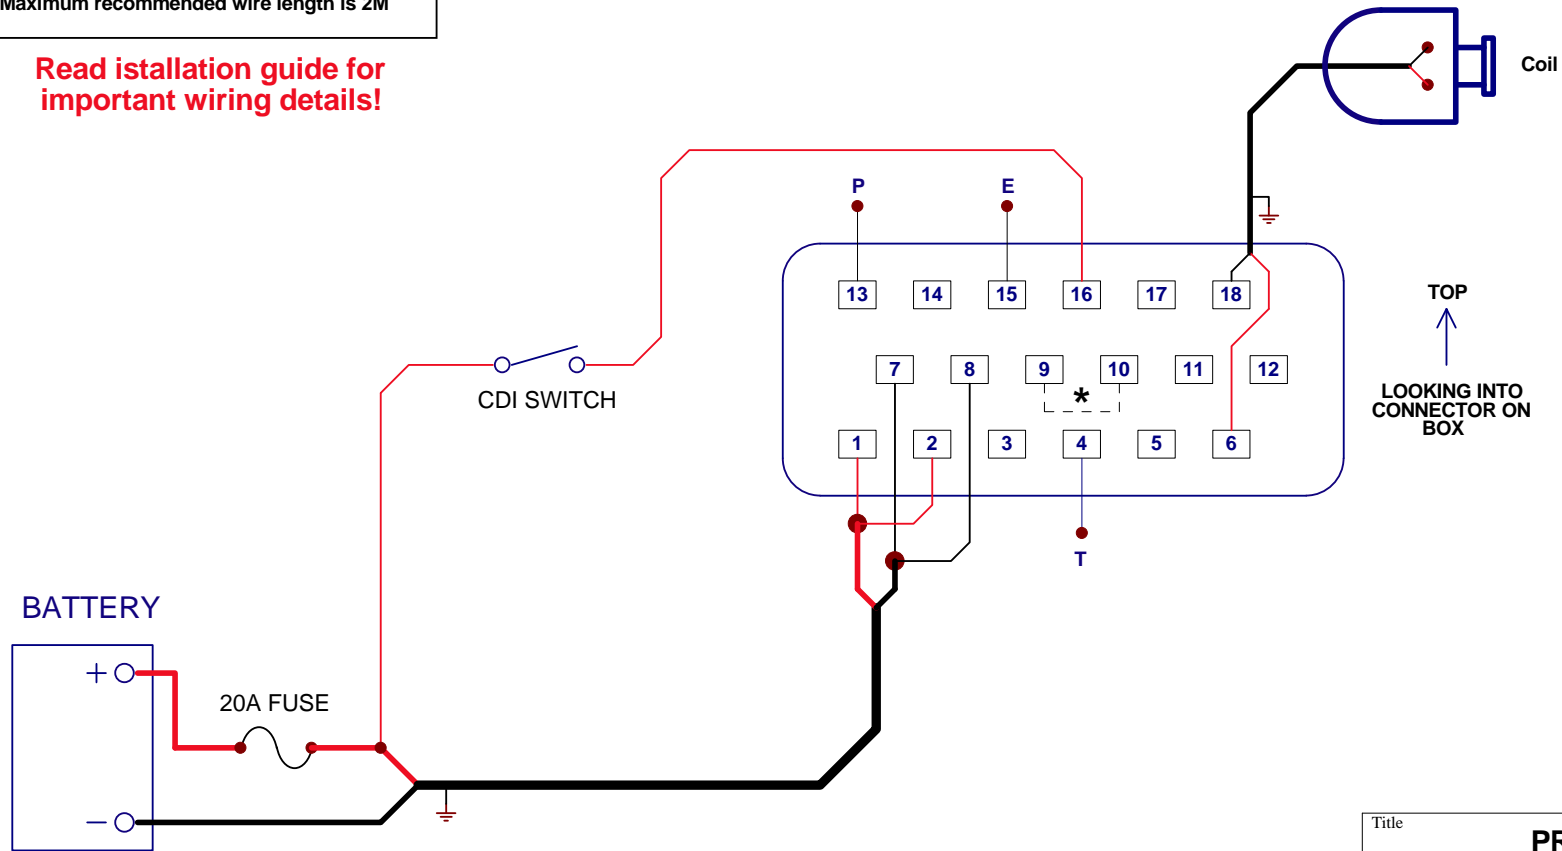 Maximum recommended wire length is 2M
Read istallation guide for
important wiring details!
Coil
P
E
13 14 15 16 17 18
TOP
7 8 9 10 11 12
*
CDI SWITCH
LOOKING INTO
CONNECTOR ON
BOX
1 2 3 4 5 6
T
BATTERY
+
20A FUSE
–
Title
PR